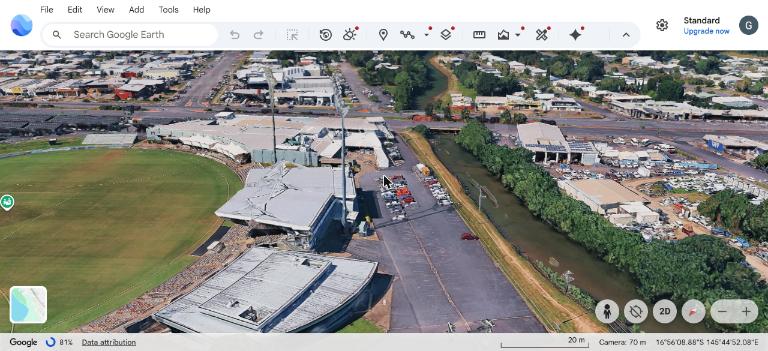 File Edit View Add Tools Help
Search Google Earth
Standard
Upgrade now
G
2D
Google 81% Data attribution
20 m
Camera: 70 m
16°56'08.88"S 145°44'52.08"E